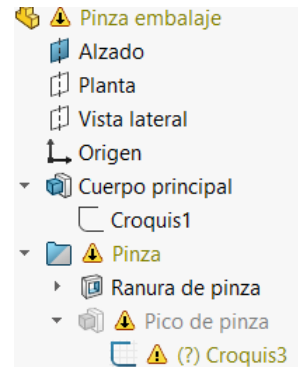 Pinza embalaje
Alzado
Planta
Vista lateral
Origen
Cuerpo principal
Croquis1
Pinza
Ranura de pinza
Pico de pinza
(?) Croquis3